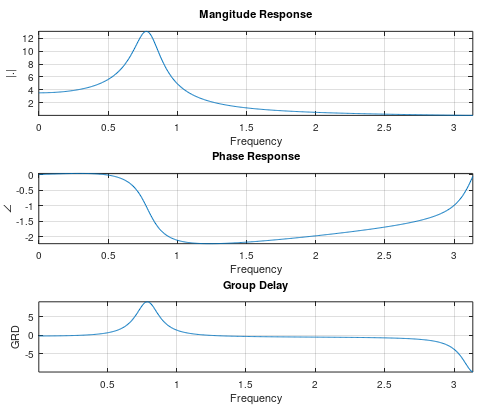 Mangitude Response
12
10
8
6
4
2
|.|
0 0.5 1 1.5 2 2.5 3
Frequency
Phase Response
0
-0.5
-1
-1.5
-2
∠
0 0.5 1 1.5 2 2.5 3
Frequency
Group Delay
5
0
-5
GRD
0.5 1 1.5 2 2.5 3
Frequency